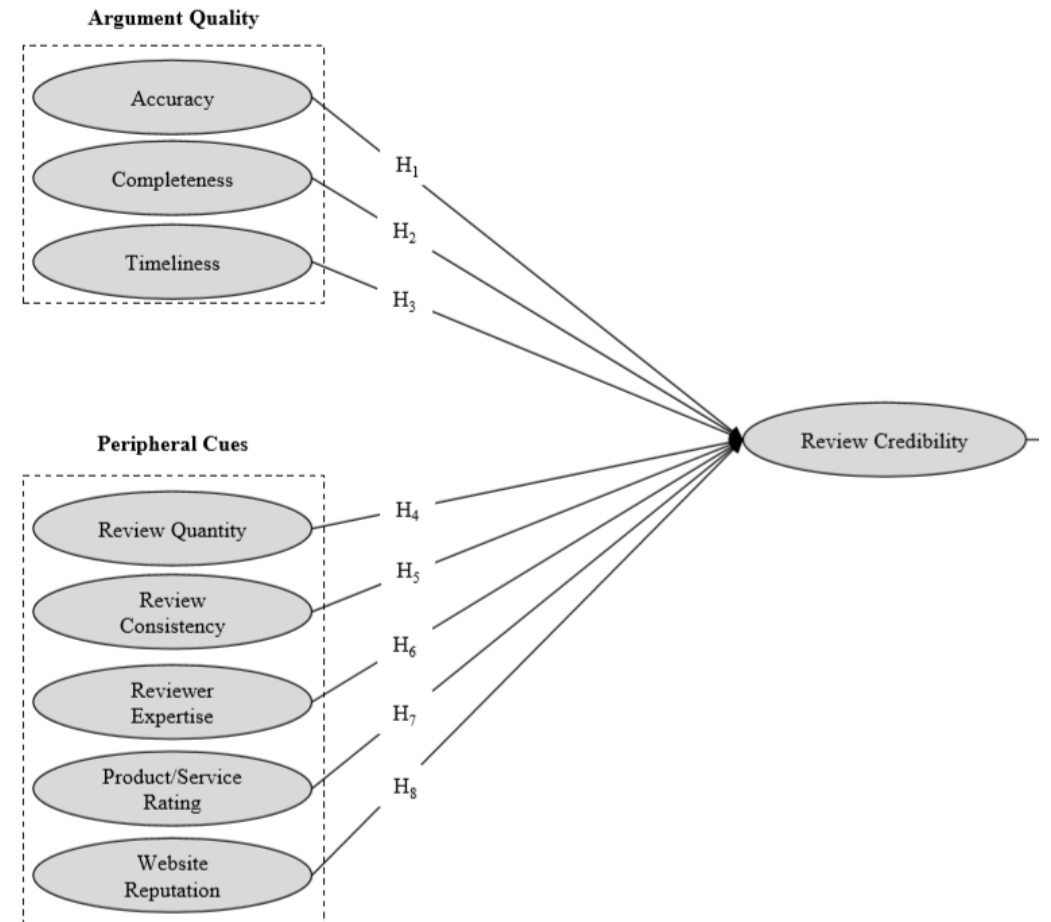 Argument Quality
Accuracy
Completeness
Timeliness
H₁
H₂
H₃
Peripheral Cues
Review Quantity
Review
Consistency
Reviewer
Expertise
Product/Service
Rating
Website
Reputation
H₄
H₅
H₆
H₇
H₈
Review Credibility